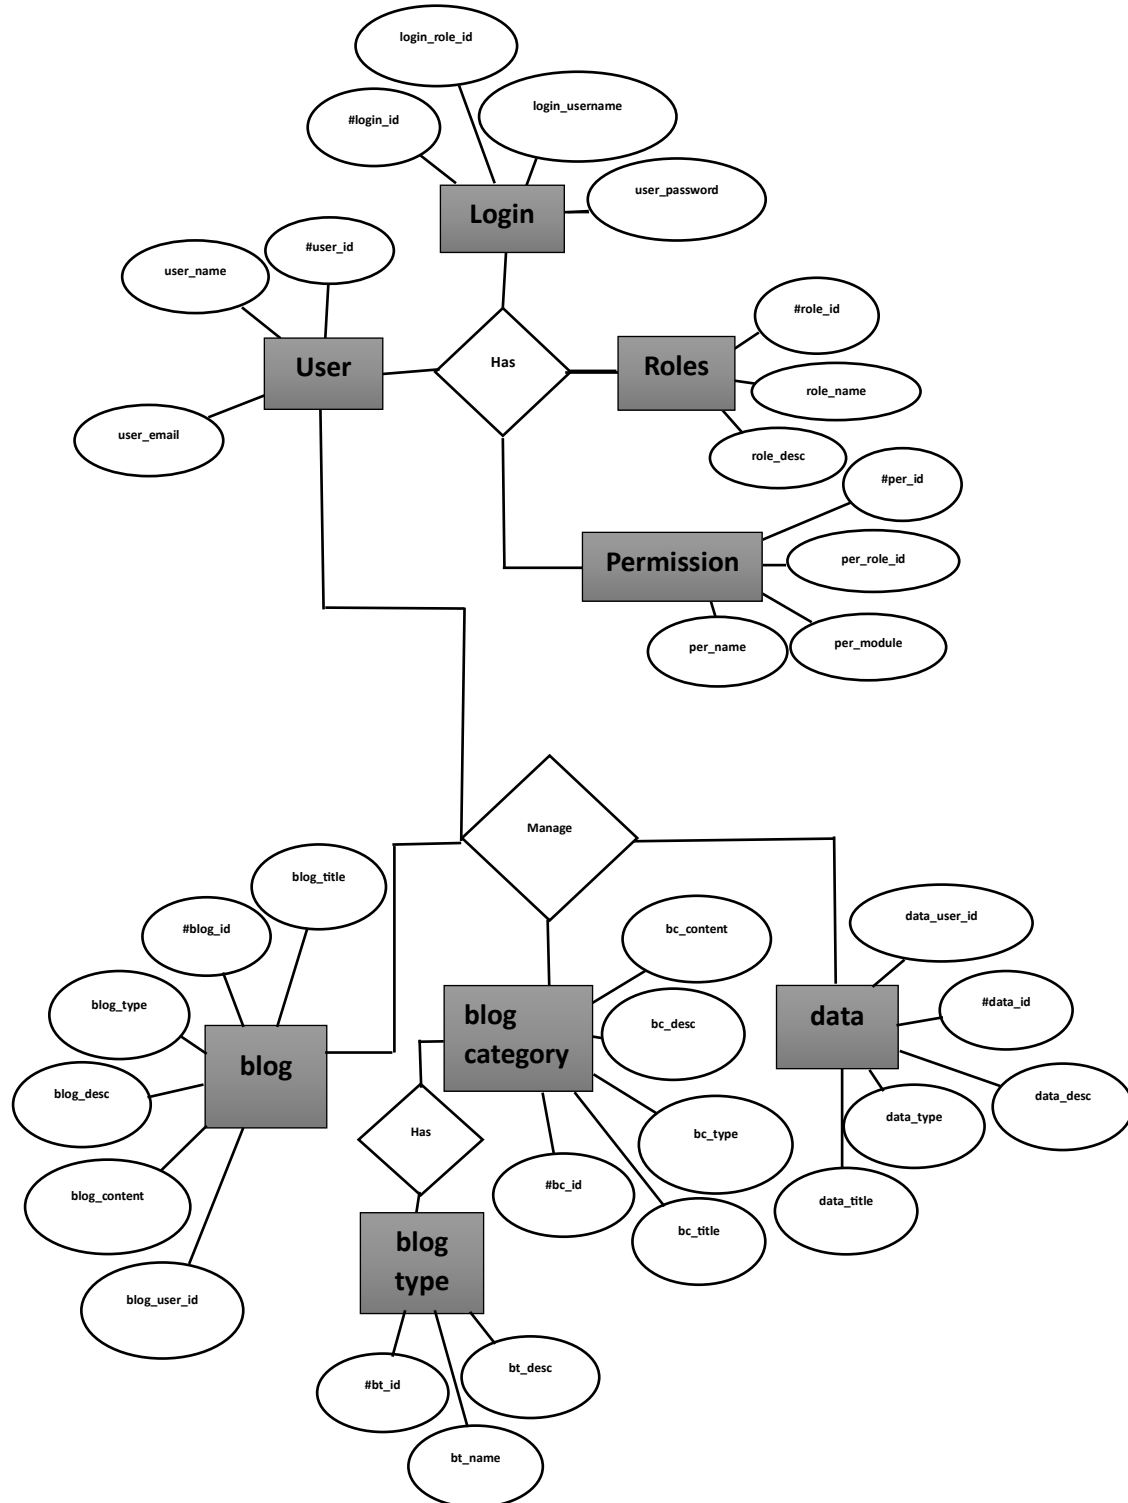 login_role_id
login_username
#login_id
user_password
Login
#user_id
user_name
#role_id
Has
User
Roles
role_name
user_email
role_desc
#per_id
Permission
per_role_id
per_name
per_module
Manage
blog_title
data_user_id
#blog_id
bc_content
blog_type
#data_id
blog
category
data
bc_desc
blog
blog_desc
data_desc
data_type
Has
bc_type
#bc_id
blog_content
data_title
bc_title
blog
type
blog_user_id
bt_desc
#bt_id
bt_name